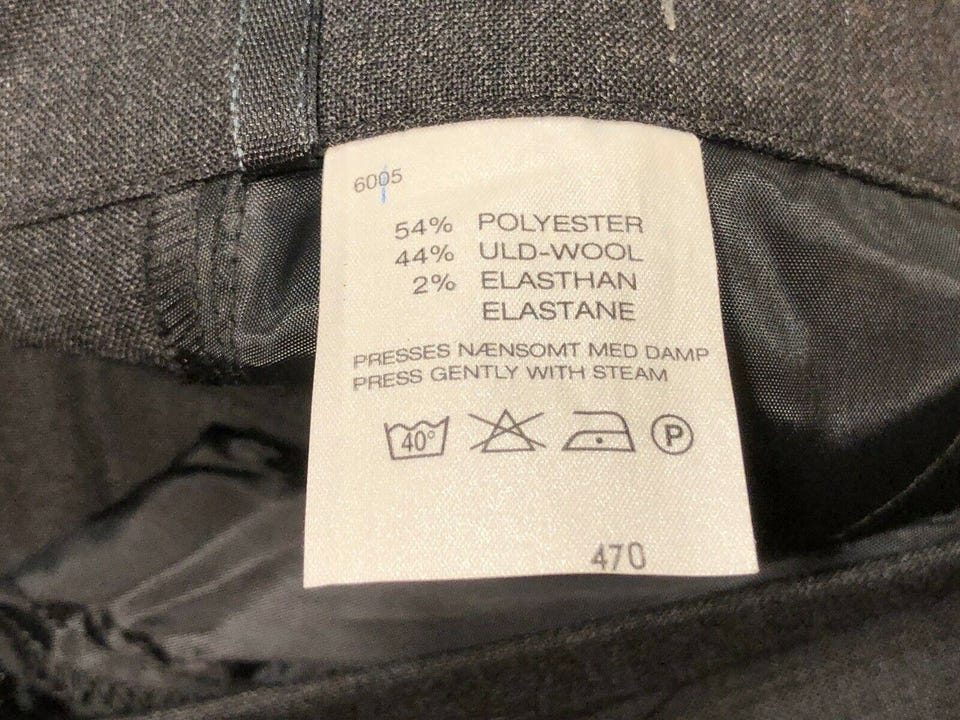 6005
54% POLYESTER
44% ULD-WOOL
2% ELASTHAN
ELASTANE
PRESSES NÆNSOMT MED DAMP
PRESS GENTLY WITH STEAM
40° P
470